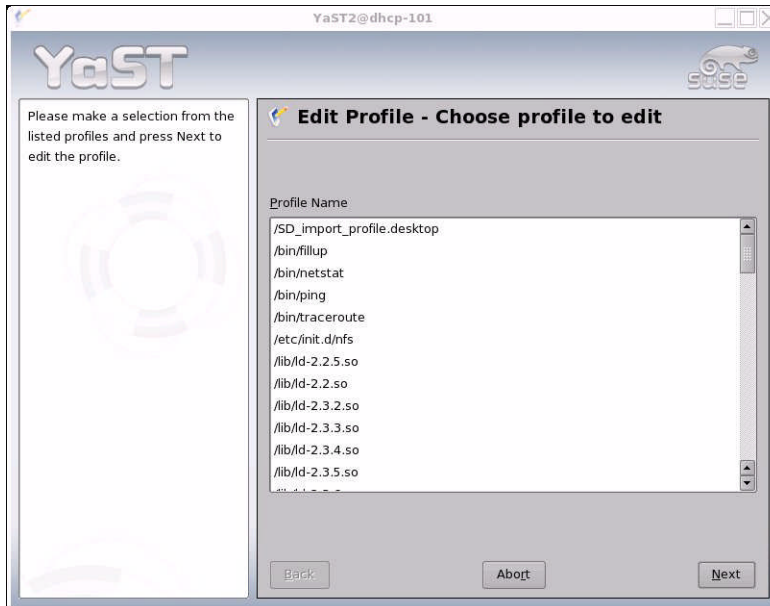 YaST2@dhcp-101
YaST
SUSE
Please make a selection from the
listed profiles and press Next to
edit the profile.
Edit Profile - Choose profile to edit
Profile Name
/SD_import_profile.desktop
/bin/fillup
/bin/netstat
/bin/ping
/bin/traceroute
/etc/init.d/nfs
/lib/ld-2.2.5.so
/lib/ld-2.2.so
/lib/ld-2.3.2.so
/lib/ld-2.3.3.so
/lib/ld-2.3.4.so
/lib/ld-2.3.5.so
Back
Abort
Next